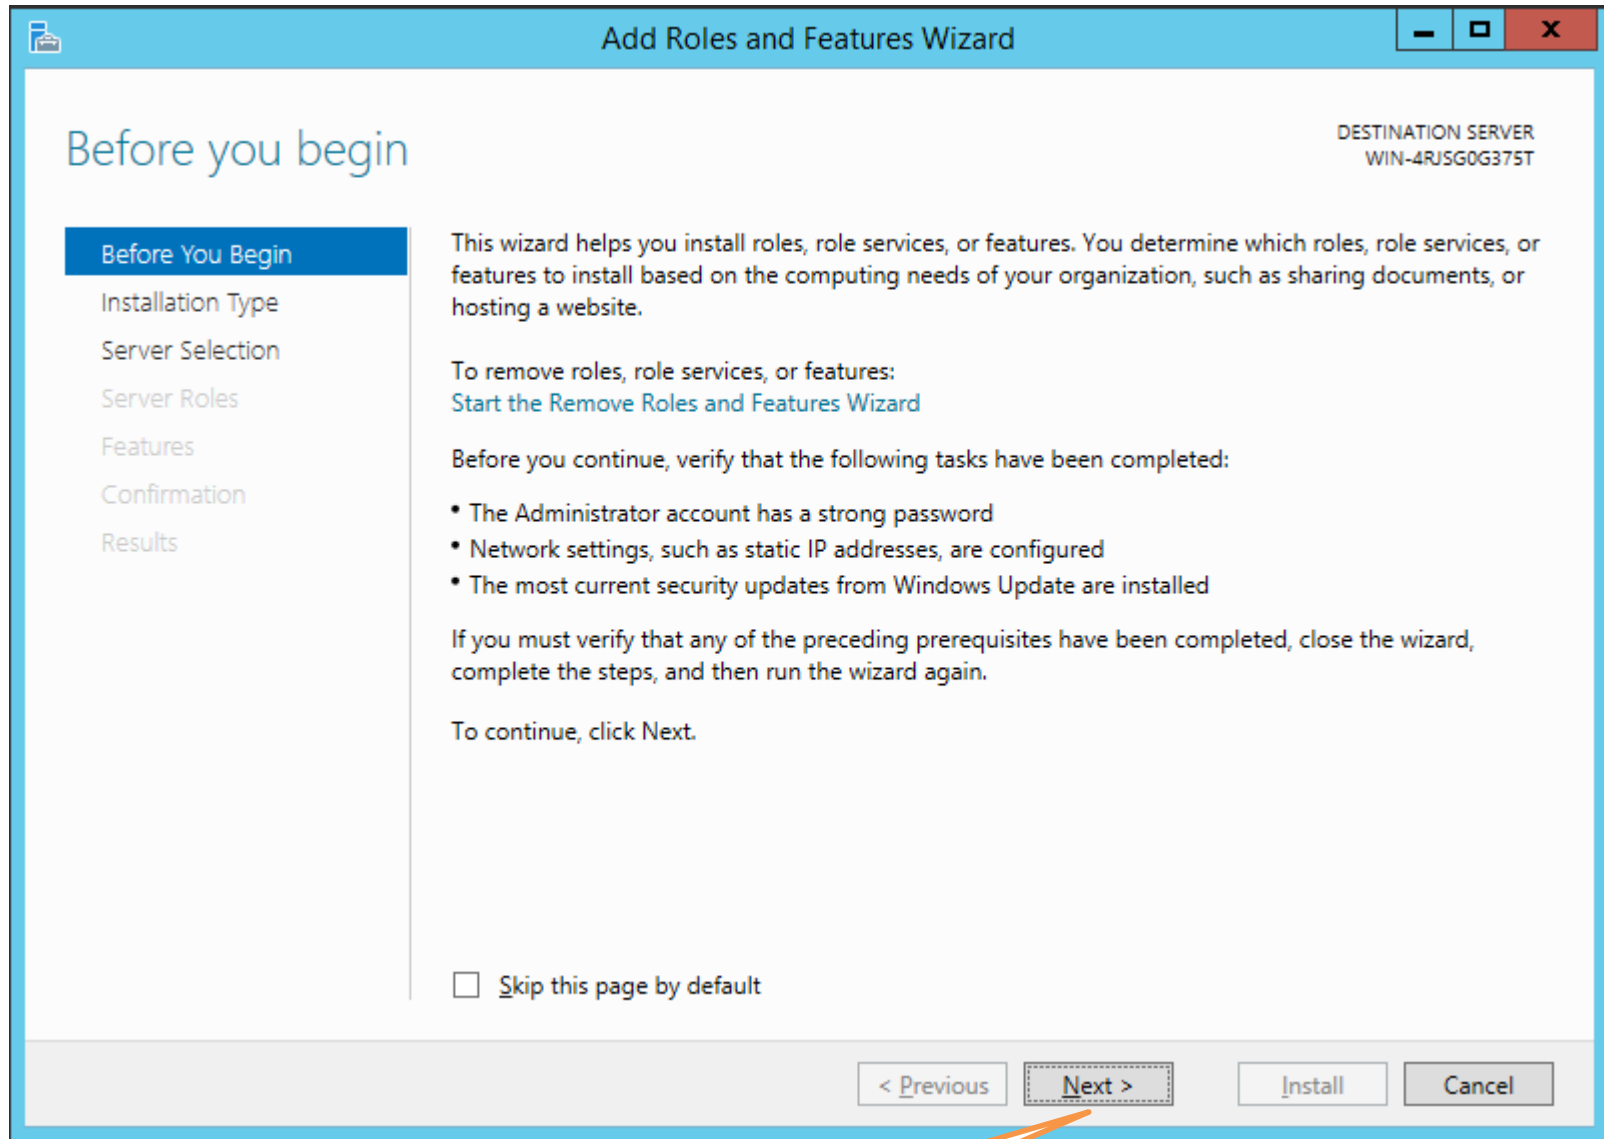 Add Roles and Features Wizard
x
Before you begin
DESTINATION SERVER
WIN-4RJSG0G375T
Before You Begin
Installation Type
Server Selection
Server Roles
Features
Confirmation
Results
This wizard helps you install roles, role services, or features. You determine which roles, role services, or
features to install based on the computing needs of your organization, such as sharing documents, or
hosting a website.
To remove roles, role services, or features:
Start the Remove Roles and Features Wizard
Before you continue, verify that the following tasks have been completed:
• The Administrator account has a strong password
• Network settings, such as static IP addresses, are configured
• The most current security updates from Windows Update are installed
If you must verify that any of the preceding prerequisites have been completed, close the wizard,
complete the steps, and then run the wizard again.
To continue, click Next.
Skip this page by default
< Previous
Next >
Install
Cancel